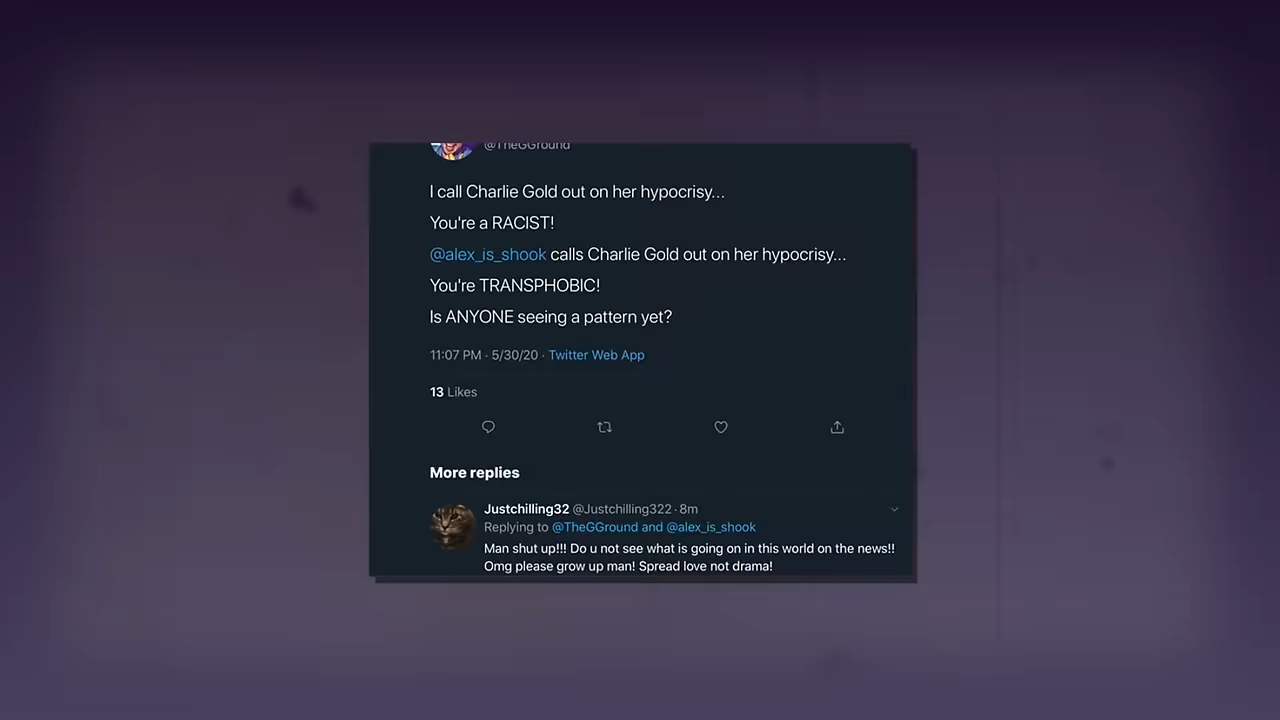 @TheGGround
I call Charlie Gold out on her hypocrisy...
You're a RACIST!
@alex_is_shook calls Charlie Gold out on her hypocrisy...
You're TRANSPHOBIC!
Is ANYONE seeing a pattern yet?
11:07 PM · 5/30/20 · Twitter Web App
13 Likes
More replies
Justchilling32 @Justchilling322 · 8m
Replying to @TheGGround and @alex_is_shook
Man shut up!!! Do u not see what is going on in this world on the news!!
Omg please grow up man! Spread love not drama!